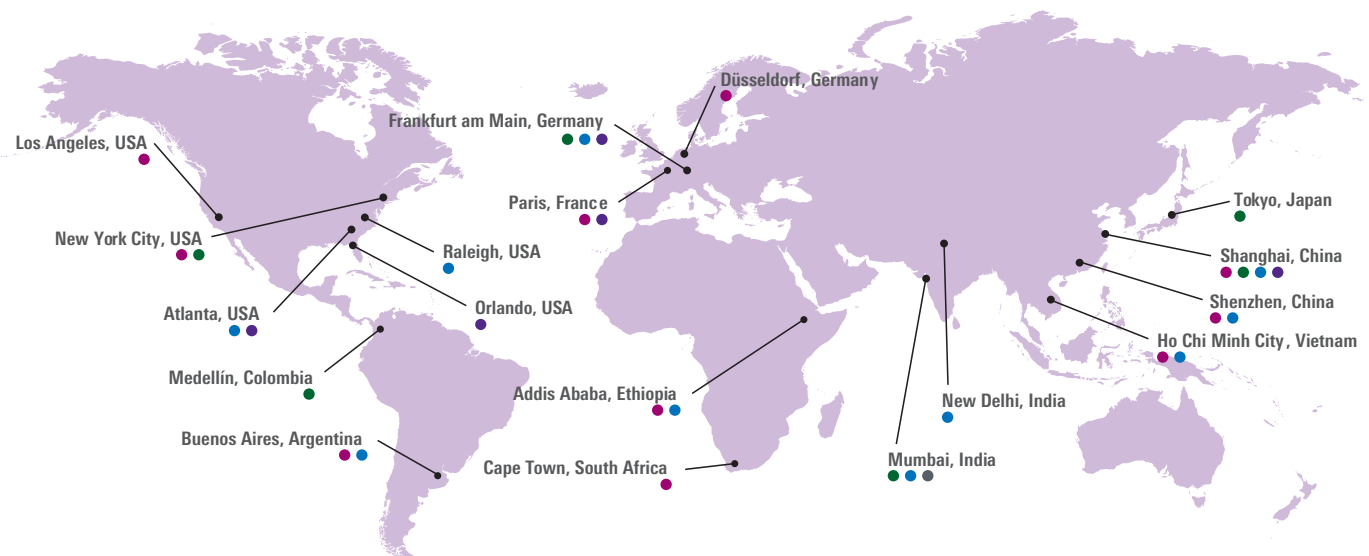 Düsseldorf, Germany
Frankfurt am Main, Germany
Los Angeles, USA
Paris, France
Tokyo, Japan
New York City, USA
Raleigh, USA
Shanghai, China
Orlando, USA
Shenzhen, China
Atlanta, USA
Ho Chi Minh City, Vietnam
Medellín, Colombia
Addis Ababa, Ethiopia
New Delhi, India
Buenos Aires, Argentina
Mumbai, India
Cape Town, South Africa